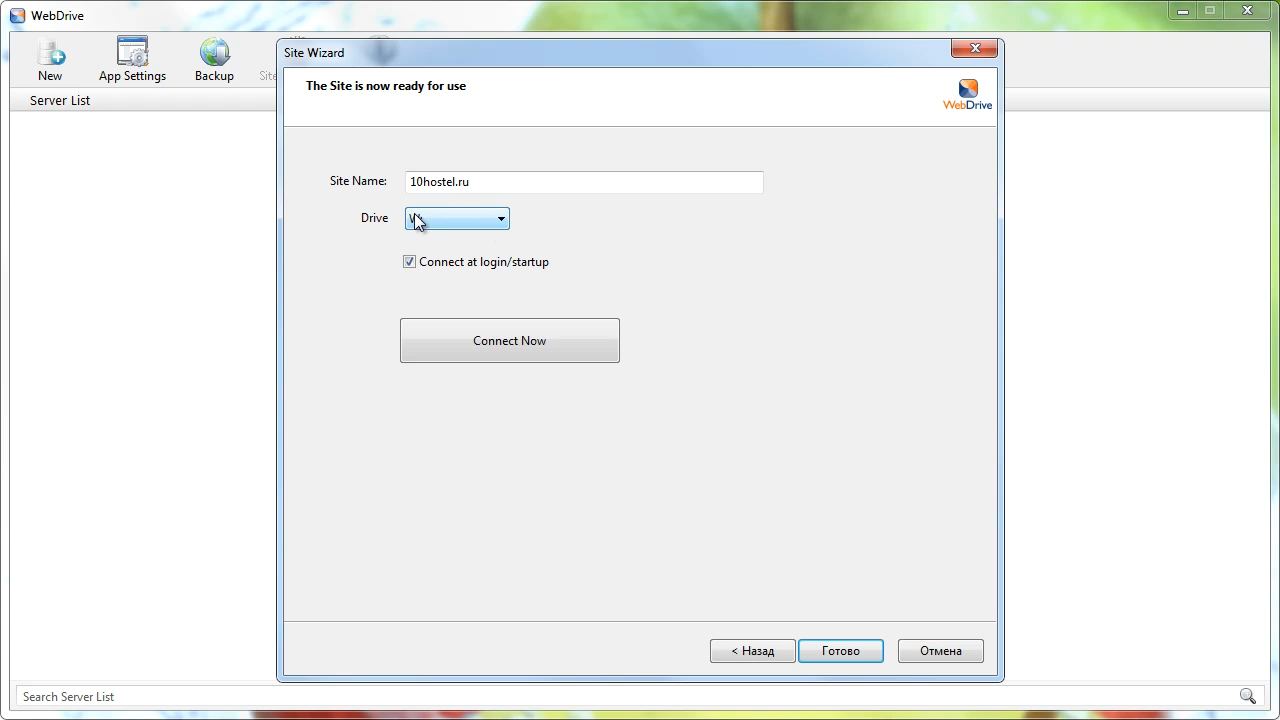 WebDrive
New
App Settings
Backup
Site Wizard
Server List
The Site is now ready for use
WebDrive
Site Name:
10hostel.ru
Drive
Connect at login/startup
Connect Now
< Назад
Готово
Отмена
Search Server List